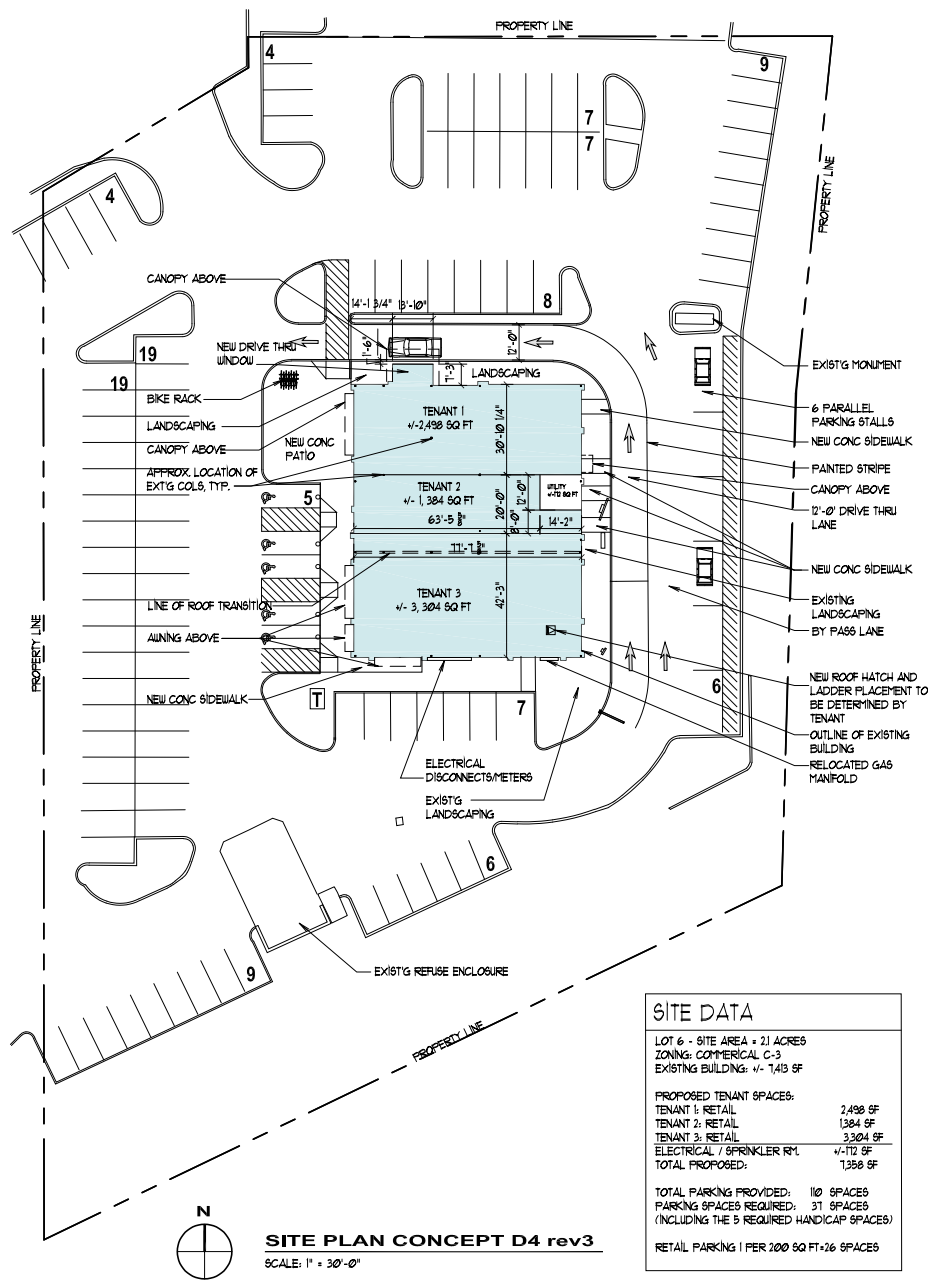 PROPERTY LINE
4
9
7
7
PROPERTY LINE
4
CANOPY ABOVE
14'-1 3/4"
13'-10"
8
12'-0"
NEW DRIVE THRU
WINDOW
LANDSCAPING
EXIST'G MONUMENT
19
19
BIKE RACK
TENANT 1
+/-2,498 SQ FT
30'-10 1/4"
6 PARALLEL
PARKING STALLS
LANDSCAPING
NEW CONC
PATIO
NEW CONC SIDEWALK
CANOPY ABOVE
PAINTED STRIPE
APPROX. LOCATION OF
EXT'G COLS, TYP.
CANOPY ABOVE
5
TENANT 2
+/- 1, 384 SQ FT
UTILITY
+/-172 SQ FT
12'-0"
20'-0"
8'-0"
14'-2"
12'-0" DRIVE THRU
LANE
NEW CONC SIDEWALK
TENANT 3
+/- 3, 304 SQ FT
42'-3"
EXISTING
LANDSCAPING
LINE OF ROOF TRANSITION
BY PASS LANE
AWNING ABOVE
PROPERTY LINE
NEW CONC SIDEWALK
T
7
6
NEW ROOF HATCH AND
LADDER PLACEMENT TO
BE DETERMINED BY
TENANT
OUTLINE OF EXISTING
BUILDING
RELOCATED GAS
MANIFOLD
ELECTRICAL
DISCONNECTS/METERS
EXIST'G
LANDSCAPING
6
9
EXIST'G REFUSE ENCLOSURE
PROPERTY LINE
SITE DATA
LOT 6 - SITE AREA = 2.1 ACRES
ZONING: COMMERICAL C-3
EXISTING BUILDING: +/- 7,413 SF
PROPOSED TENANT SPACES:
TENANT 1: RETAIL 2,498 SF
TENANT 2: RETAIL 1,384 SF
TENANT 3: RETAIL 3,304 SF
ELECTRICAL / SPRINKLER RM. +/-172 SF
TOTAL PROPOSED: 7,358 SF
TOTAL PARKING PROVIDED: 110 SPACES
PARKING SPACES REQUIRED: 37 SPACES
(INCLUDING THE 5 REQUIRED HANDICAP SPACES)
RETAIL PARKING 1 PER 200 SQ FT=26 SPACES
N
SITE PLAN CONCEPT D4 rev3
SCALE: 1" = 30'-0"